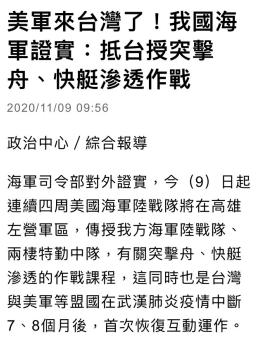 美軍來台灣了！我國海
軍證實：抵台授突擊
舟、快艇滲透作戰
2020/11/09 09:56
政治中心／綜合報導
海軍司令部對外證實，今（9）日起
連續四周美國海軍陸戰隊將在高雄
左營軍區，傳授我方海軍陸戰隊、
兩棲特勤中隊，有關突擊舟、快艇
滲透的作戰課程，這同時也是台灣
與美軍等盟國在武漢肺炎疫情中斷
7、8個月後，首次恢復互動運作。